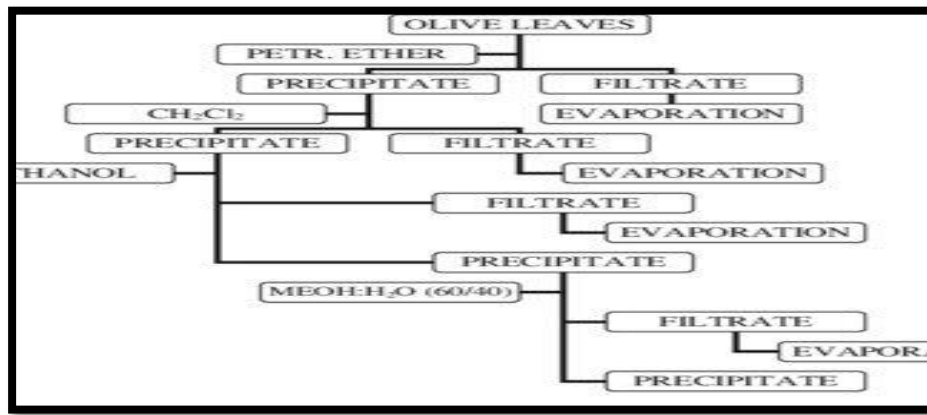 OLIVE LEAVES
PETR. ETHER
PRECIPITATE FILTRATE
CH₂Cl₂ EVAPORATION
PRECIPITATE FILTRATE
THANOL EVAPORATION
FILTRATE
EVAPORATION
PRECIPITATE
MEOH:H₂O (60/40)
FILTRATE
EVAPORA
PRECIPITATE